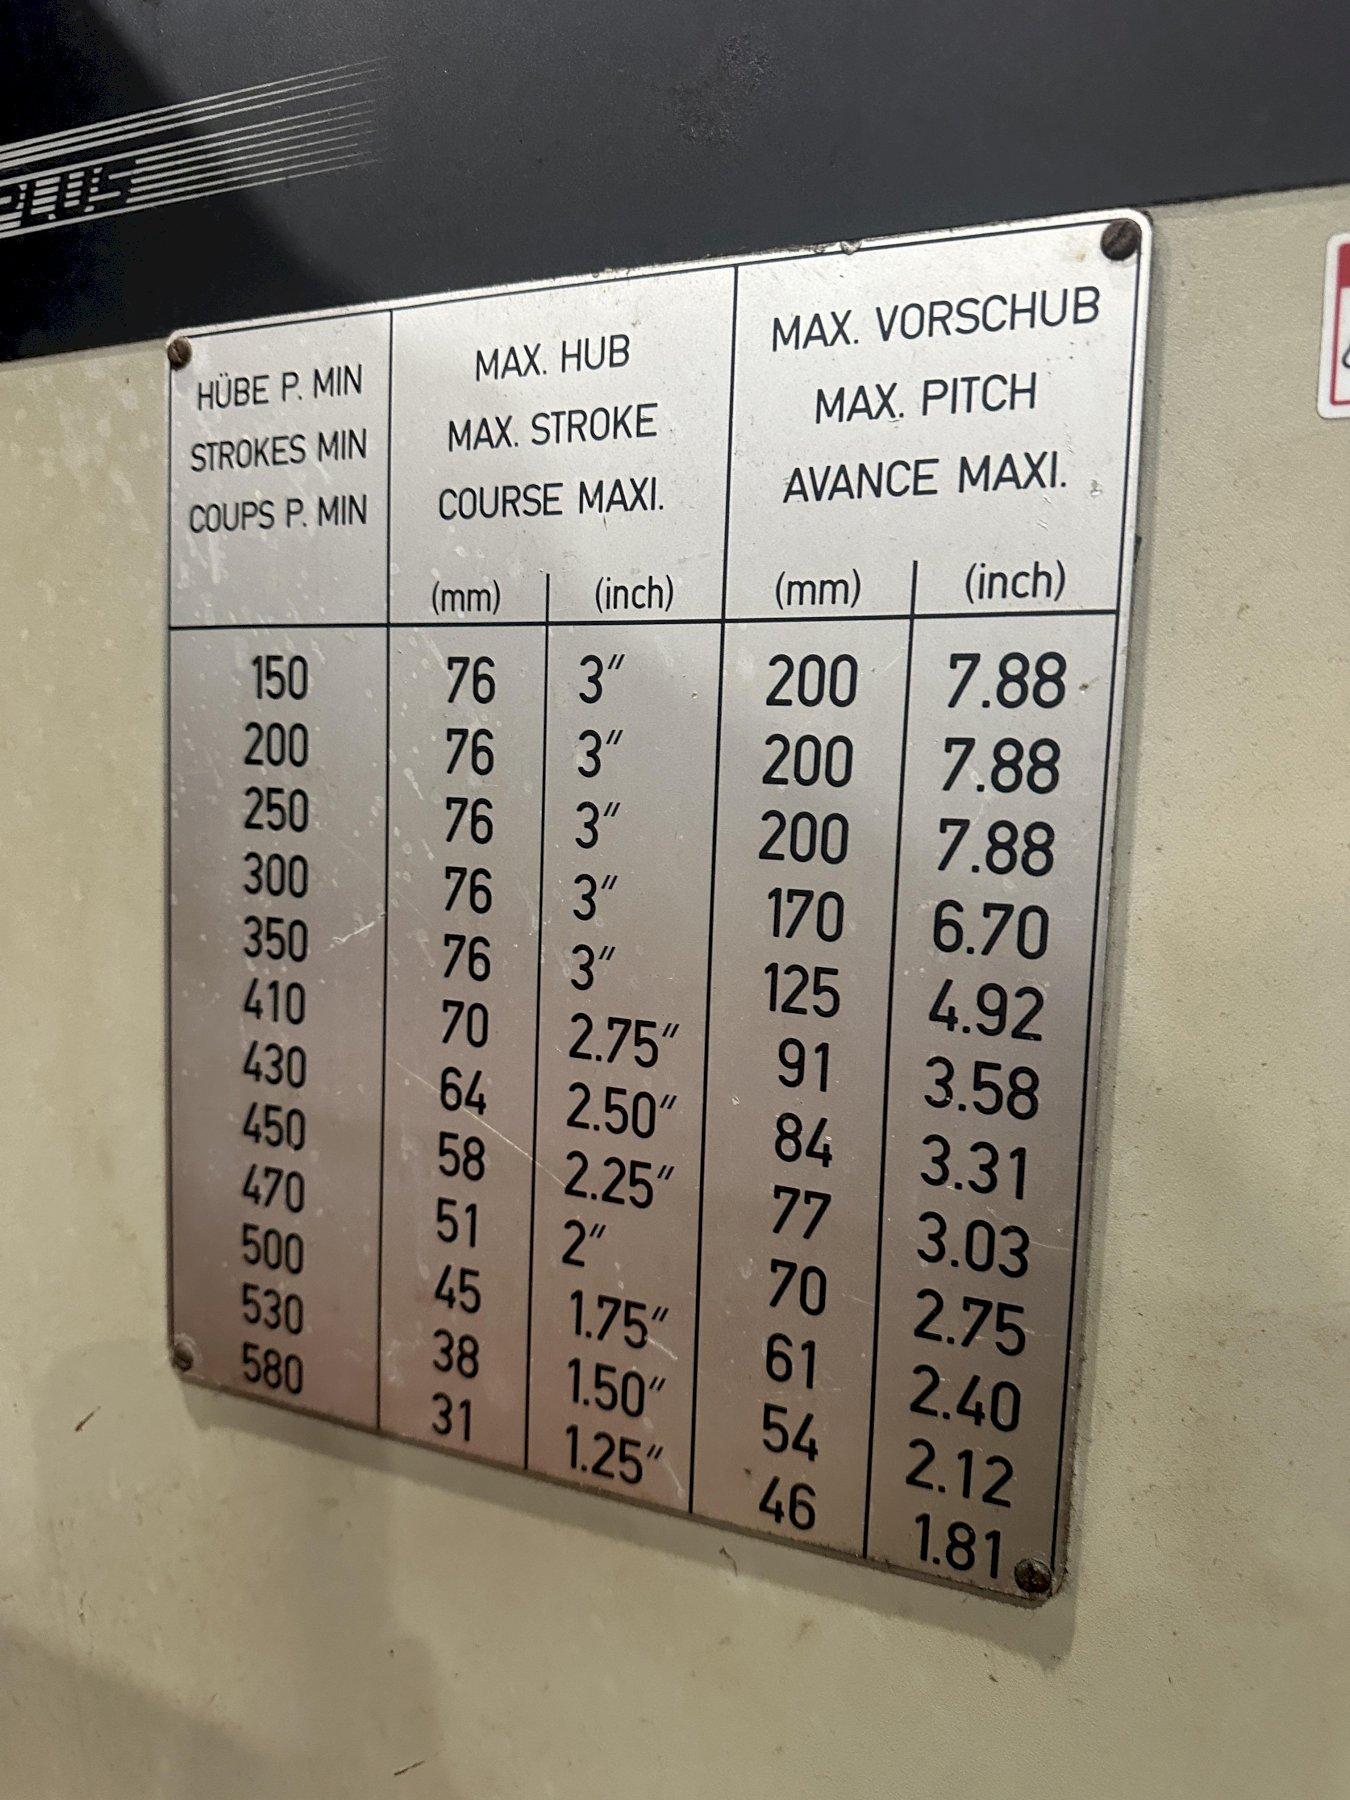 PLUS
HÜBE P. MIN
STROKES MIN
COUPS P. MIN
MAX. HUB
MAX. STROKE
COURSE MAXI.
MAX. VORSCHUB
MAX. PITCH
AVANCE MAXI.
(mm) (inch) (mm) (inch)
150 76 3" 200 7.88
200 76 3" 200 7.88
250 76 3" 200 7.88
300 76 3" 170 6.70
350 76 3" 125 4.92
410 70 2.75" 91 3.58
430 64 2.50" 84 3.31
450 58 2.25" 77 3.03
470 51 2" 70 2.75
500 45 1.75" 61 2.40
530 38 1.50" 54 2.12
580 31 1.25" 46 1.81